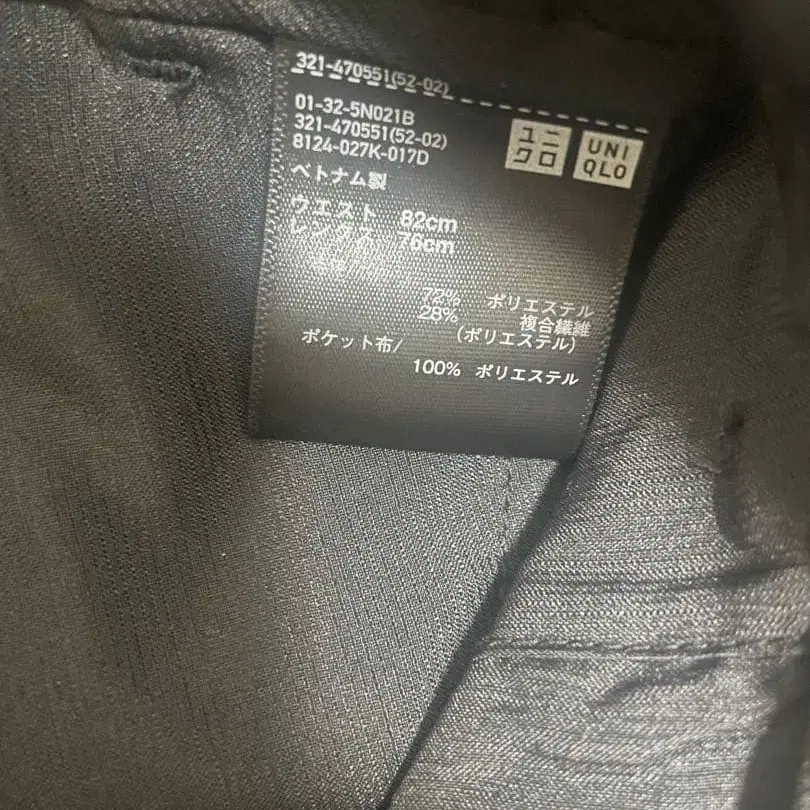 321-470551(52-02)
01-32-5N021B
321-470551(52-02)
8124-027K-017D
ユニ
クロ
UNI
QLO
ベトナム製
ウエスト 82cm
レングス 76cm
72% ポリエステル
28% 複合繊維
(ポリエステル)
ポケット布/
100% ポリエステル